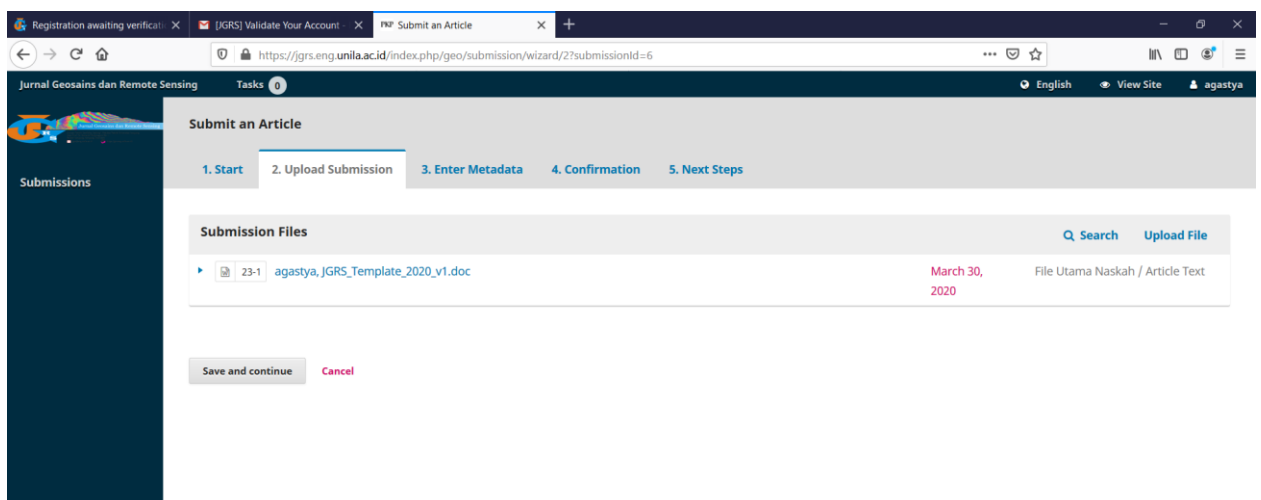 Registration awaiting verificati
[JGRS] Validate Your Account -
PKP Submit an Article
https://jgrs.eng.unila.ac.id/index.php/geo/submission/wizard/2?submissionId=6
Jurnal Geosains dan Remote Sensing Tasks 0 English View Site agastya
Submit an Article
1. Start 2. Upload Submission 3. Enter Metadata 4. Confirmation 5. Next Steps
Submissions
Submission Files Search Upload File
23-1 agastya, JGRS_Template_2020_v1.doc March 30, File Utama Naskah / Article Text
2020
Save and continue Cancel